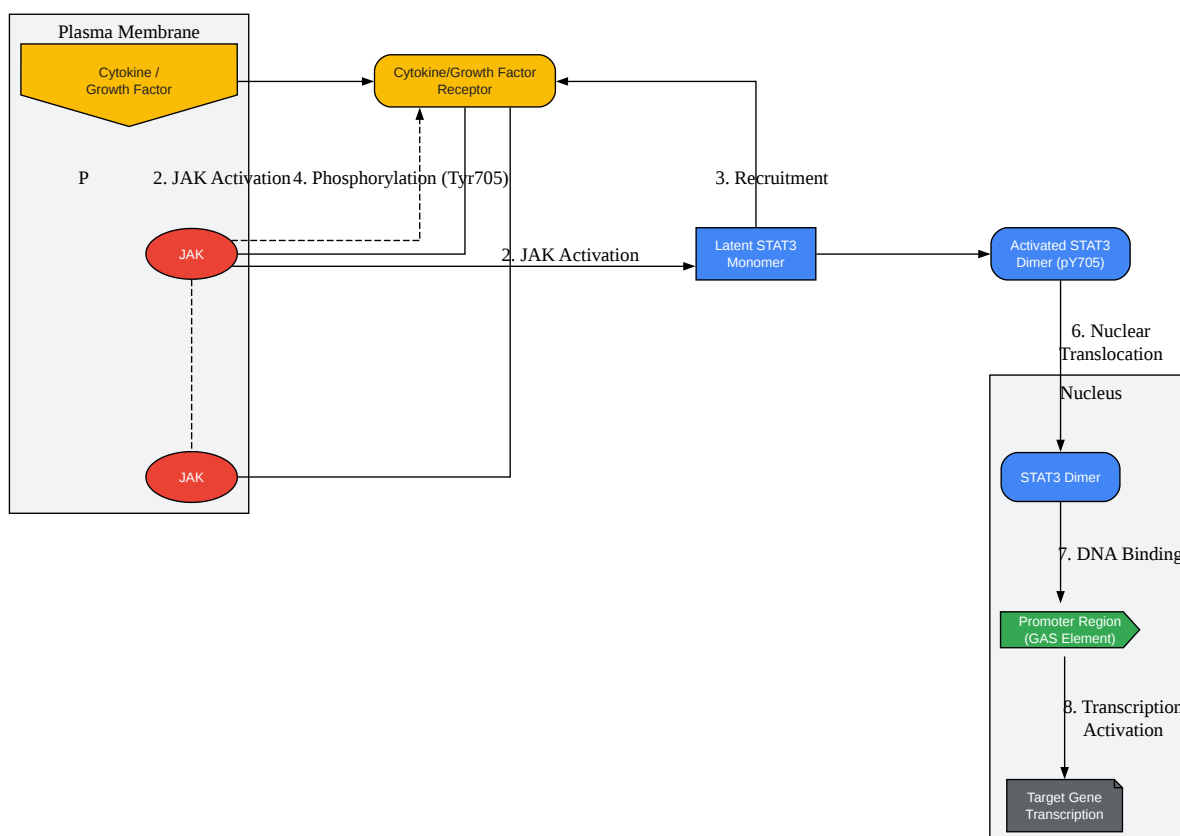 Plasma Membrane
Cytokine /
Growth Factor
Cytokine/Growth Factor
Receptor
P
2. JAK Activation
4. Phosphorylation (Tyr705)
3. Recruitment
JAK
2. JAK Activation
Latent STAT3
Monomer
Activated STAT3
Dimer (pY705)
6. Nuclear
Translocation
Nucleus
JAK
STAT3 Dimer
7. DNA Binding
Promoter Region
(GAS Element)
8. Transcription
Activation
Target Gene
Transcription